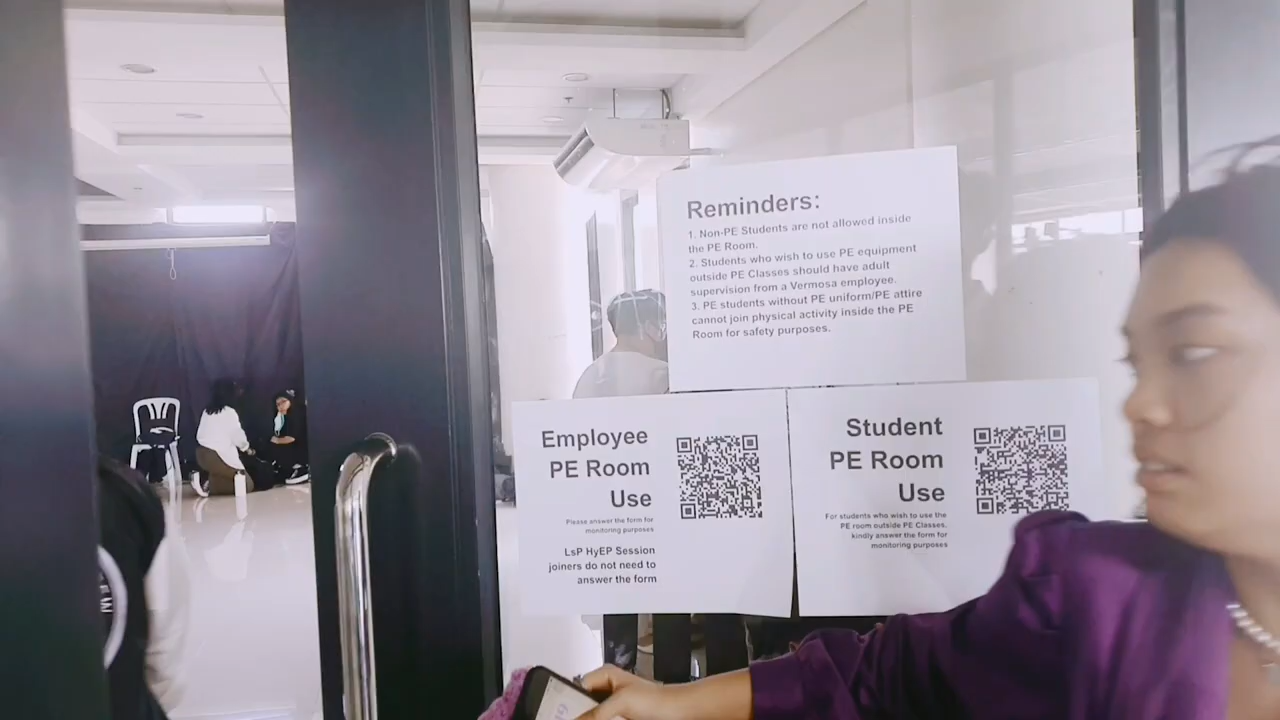 Reminders:
1. Non-PE Students are not allowed inside
the PE Room.
2. Students who wish to use PE equipment
outside PE Classes should have adult
supervision from a Vermosa employee.
3. PE students without PE uniform/PE attire
cannot join physical activity inside the PE
Room for safety purposes.
Employee
PE Room
Use
Please answer the form for
monitoring purposes
LsP HyEP Session
joiners do not need to
answer the form
Student
PE Room
Use
For students who wish to use the
PE room outside PE Classes,
kindly answer the form for
monitoring purposes